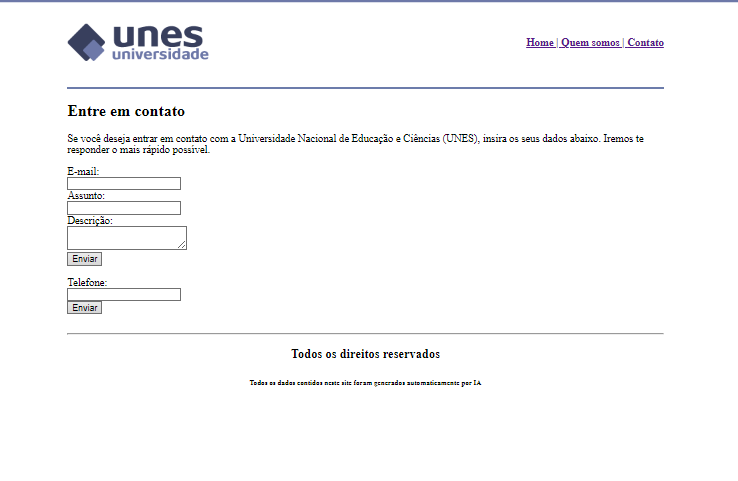 unes
universidade
Home | Quem somos | Contato
Entre em contato
Se você deseja entrar em contato com a Universidade Nacional de Educação e Ciências (UNES), insira os seus dados abaixo. Iremos te
responder o mais rápido possível.
E-mail:
Assunto:
Descrição:
Enviar
Telefone:
Enviar
Todos os direitos reservados
Todos os dados contidos neste site foram generados automaticamente por IA